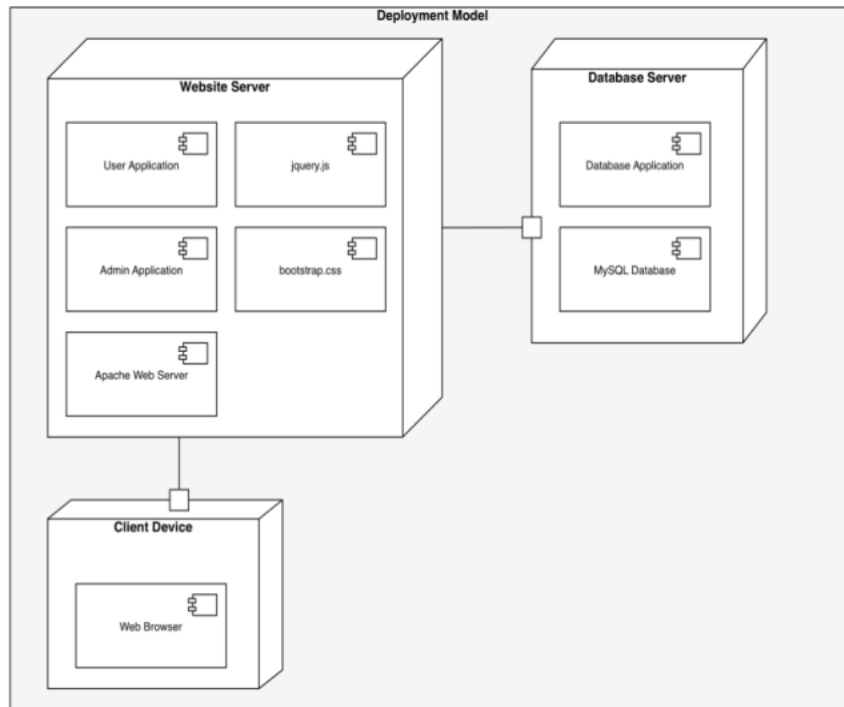 Deployment Model
Website Server
User Application
jquery.js
Admin Application
bootstrap.css
Apache Web Server
Database Server
Database Application
MySQL Database
Client Device
Web Browser